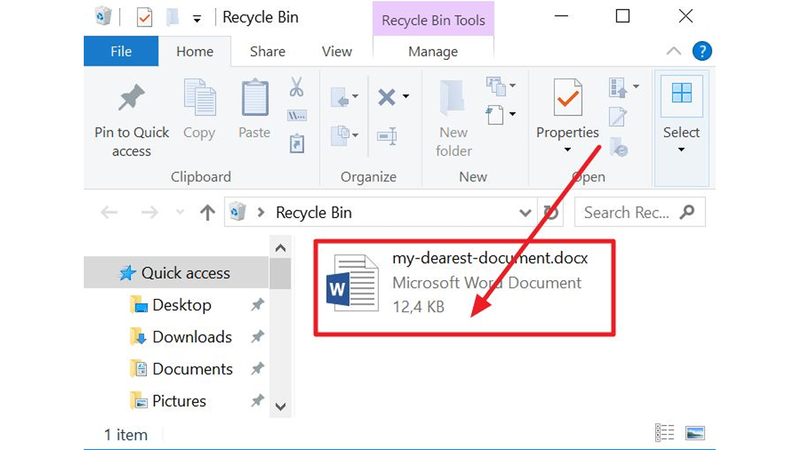 Recycle Bin
Recycle Bin Tools
File
Home
Share
View
Manage
?
Pin to Quick access
Copy
Paste
W...
New folder
Properties
Select
Clipboard
Organize
New
Open
Recycle Bin
Search Rec...
Quick access
Desktop
Downloads
Documents
Pictures
W
my-dearest-document.docx
Microsoft Word Document
12,4 KB
1 item